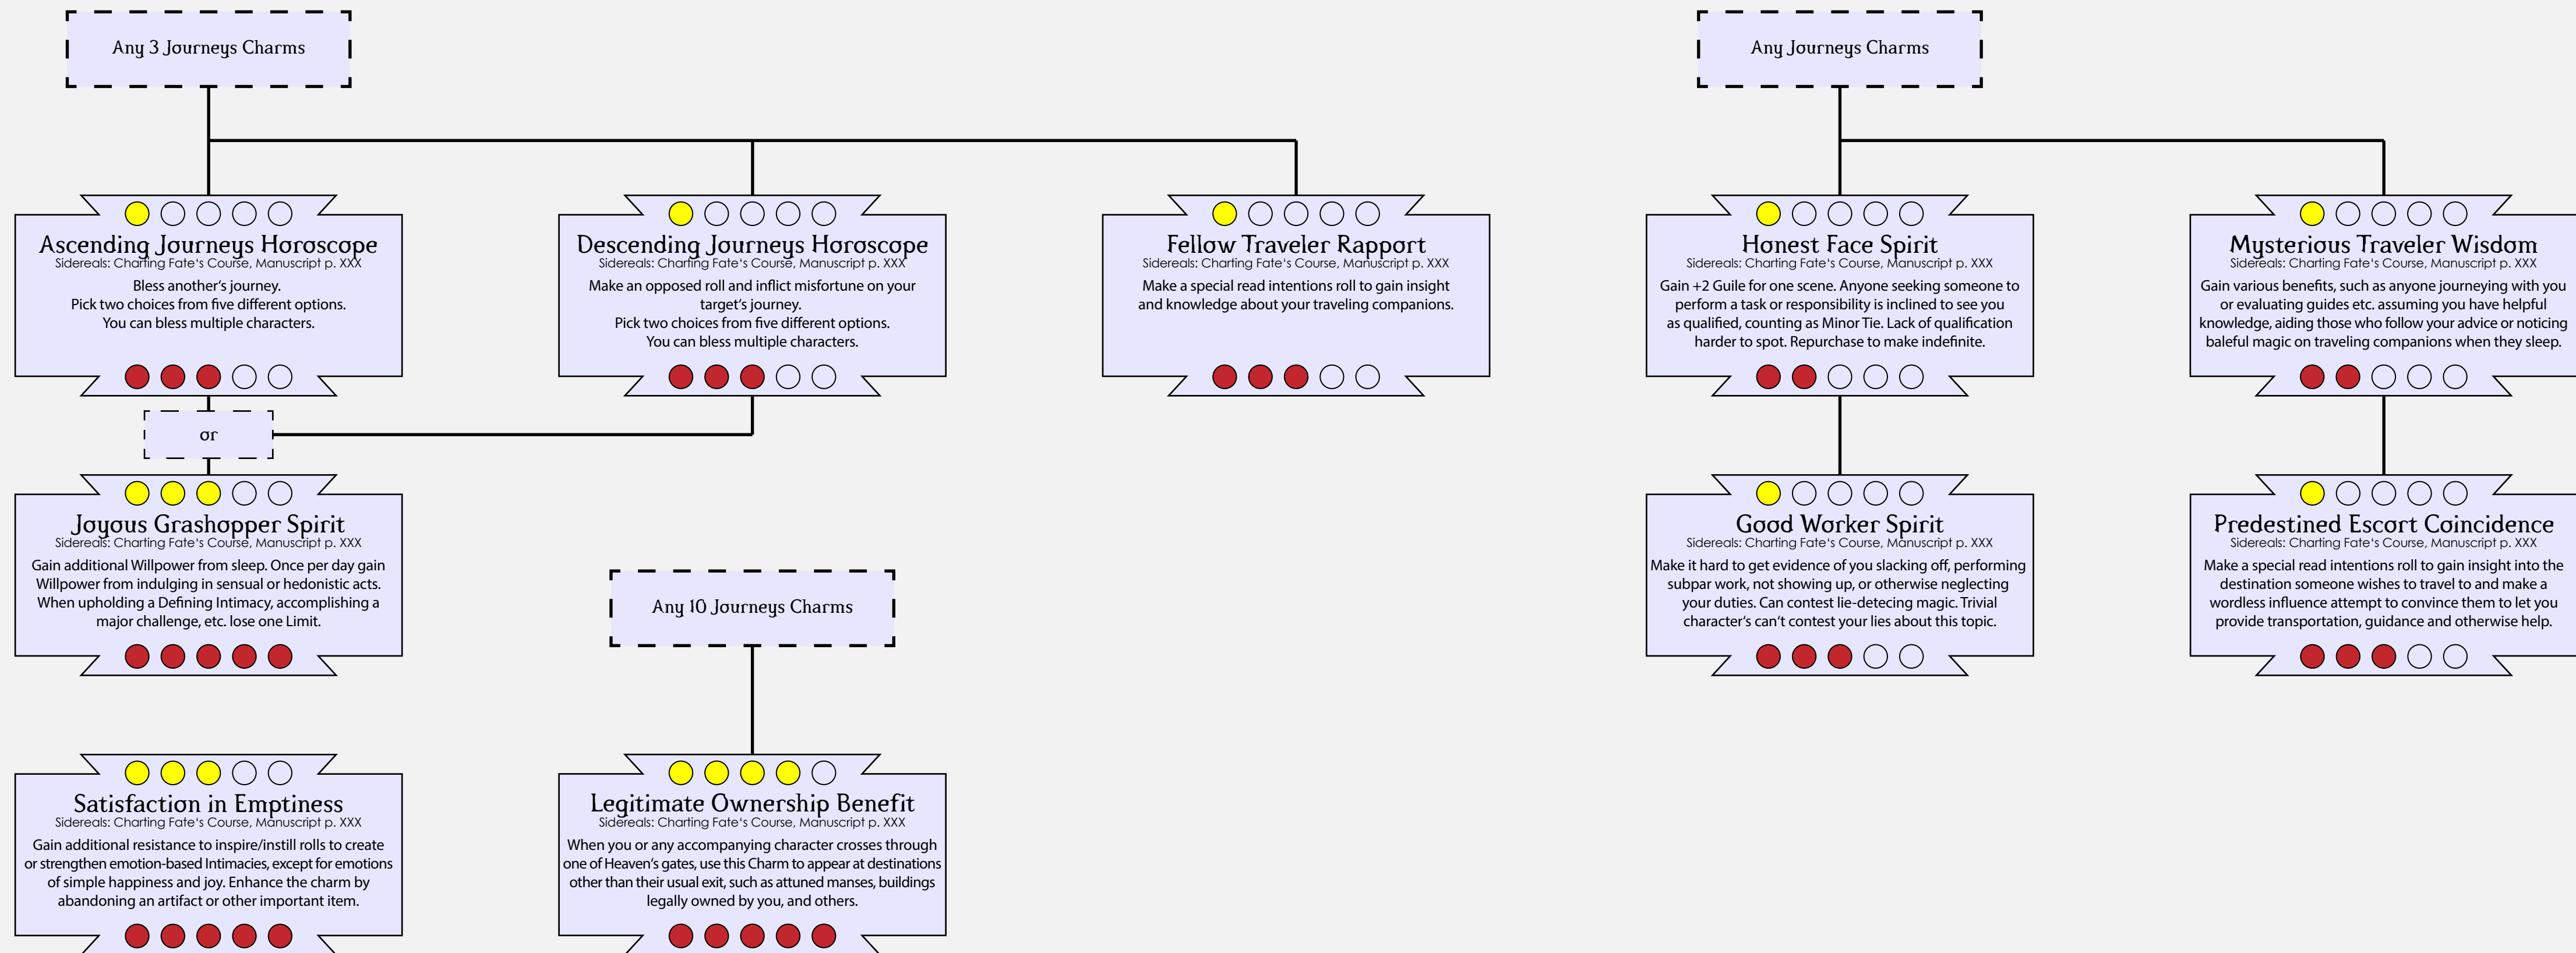 Any 3 Journeys Charms
Any Journeys Charms
Ascending Journeys Horoscope
Sidereals: Charting Fate's Course, Manuscript p. XXX
Bless another's journey.
Pick two choices from five different options.
You can bless multiple characters.
Descending Journeys Horoscope
Sidereals: Charting Fate's Course, Manuscript p. XXX
Make an opposed roll and inflict misfortune on your
target's journey.
Pick two choices from five different options.
You can bless multiple characters.
Fellow Traveler Rapport
Sidereals: Charting Fate's Course, Manuscript p. XXX
Make a special read intentions roll to gain insight
and knowledge about your traveling companions.
Honest Face Spirit
Sidereals: Charting Fate's Course, Manuscript p. XXX
Gain +2 Guile for one scene. Anyone seeking someone to
perform a task or responsibility is inclined to see you
as qualified, counting as Minor Tie. Lack of qualification
harder to spot. Repurchase to make indefinite.
Mysterious Traveler Wisdom
Sidereals: Charting Fate's Course, Manuscript p. XXX
Gain various benefits, such as anyone journeying with you
or evaluating guides etc. assuming you have helpful
knowledge, aiding those who follow your advice or noticing
baleful magic on traveling companions when they sleep.
or
Joyous Grashopper Spirit
Sidereals: Charting Fate's Course, Manuscript p. XXX
Gain additional Willpower from sleep. Once per day gain
Willpower from indulging in sensual or hedonistic acts.
When upholding a Defining Intimacy, accomplishing a
major challenge, etc. lose one Limit.
Good Worker Spirit
Sidereals: Charting Fate's Course, Manuscript p. XXX
Make it hard to get evidence of you slacking off, performing
subpar work, not showing up, or otherwise neglecting
your duties. Can contest lie-detecing magic. Trivial
character's can't contest your lies about this topic.
Predestined Escort Coincidence
Sidereals: Charting Fate's Course, Manuscript p. XXX
Make a special read intentions roll to gain insight into the
destination someone wishes to travel to and make a
wordless influence attempt to convince them to let you
provide transportation, guidance and otherwise help.
Any 10 Journeys Charms
Satisfaction in Emptiness
Sidereals: Charting Fate's Course, Manuscript p. XXX
Gain additional resistance to inspire/instill rolls to create
or strengthen emotion-based Intimacies, except for emotions
of simple happiness and joy. Enhance the charm by
abandoning an artifact or other important item.
Legitimate Ownership Benefit
Sidereals: Charting Fate's Course, Manuscript p. XXX
When you or any accompanying character crosses through
one of Heaven's gates, use this Charm to appear at destinations
other than their usual exit, such as attuned manses, buildings
legally owned by you, and others.